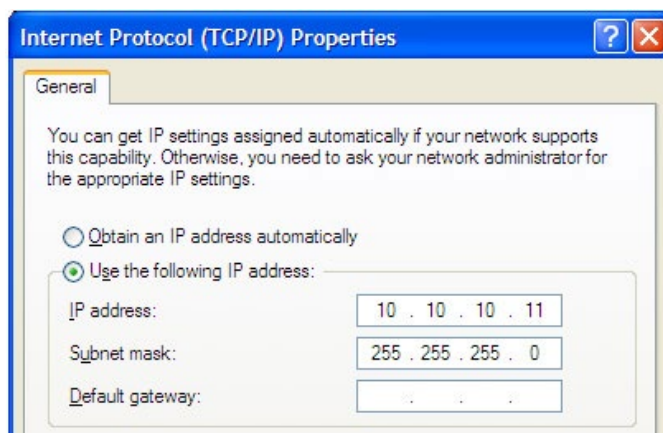 Internet Protocol (TCP/IP) Properties
General
You can get IP settings assigned automatically if your network supports
this capability. Otherwise, you need to ask your network administrator for
the appropriate IP settings.
Obtain an IP address automatically
Use the following IP address:
IP address: 10 . 10 . 10 . 11
Subnet mask: 255 . 255 . 255 . 0
Default gateway: . . .